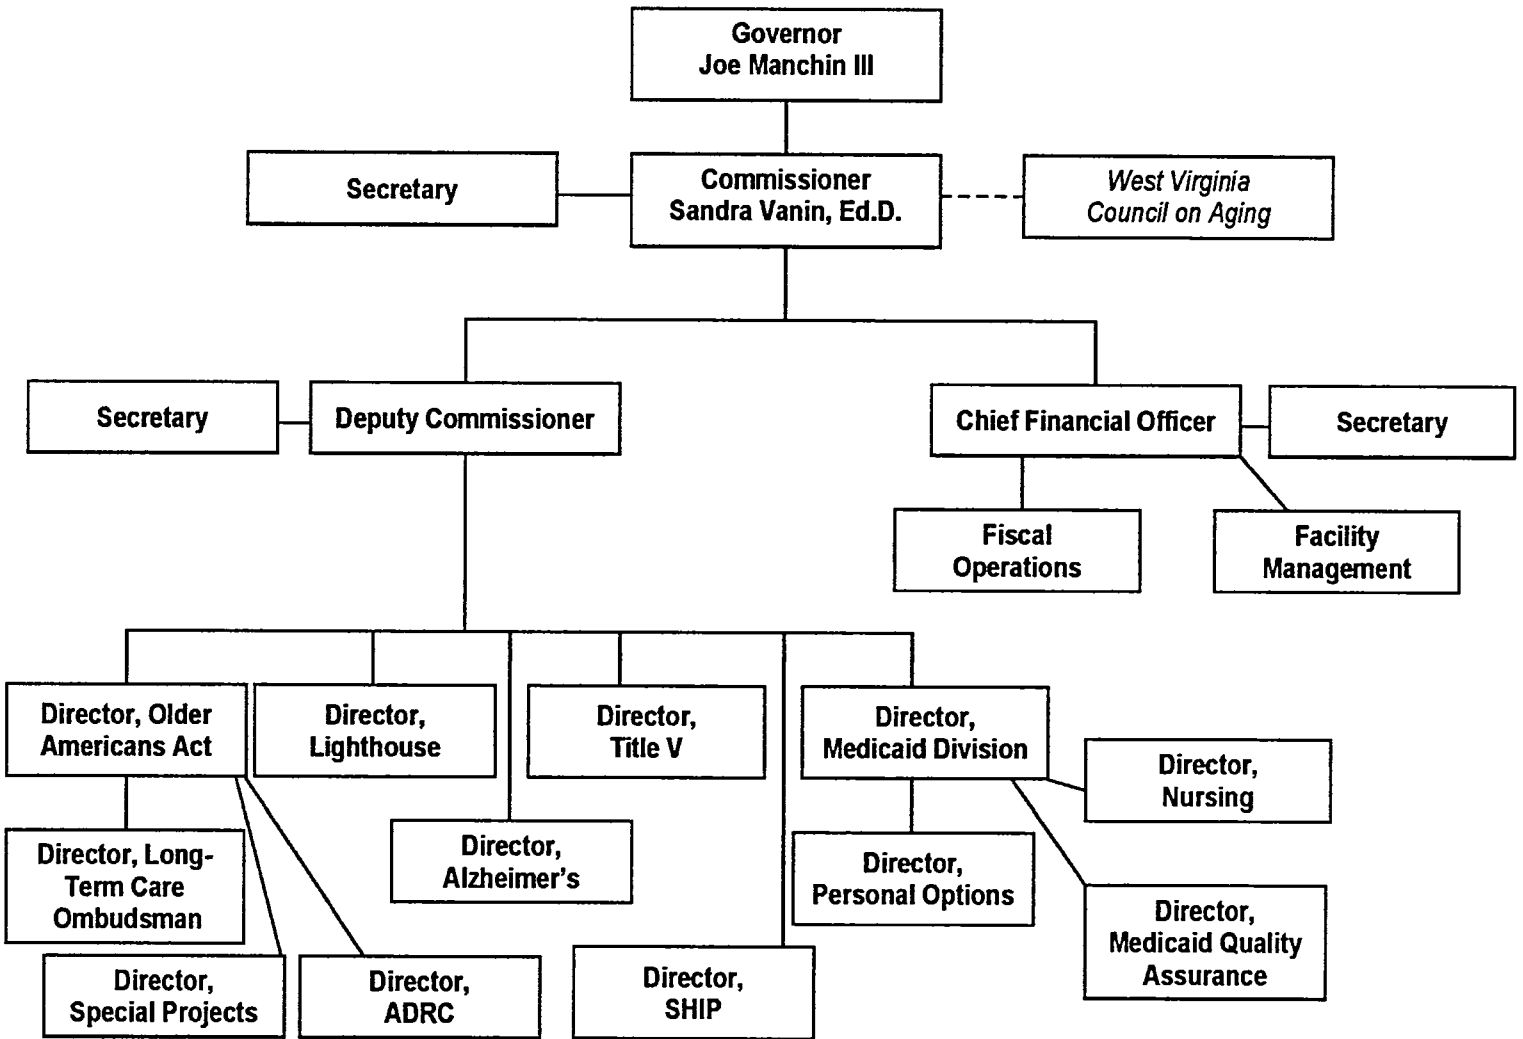 Governor
Joe Manchin III
Secretary
Commissioner
Sandra Vanin, Ed.D.
West Virginia
Council on Aging
Secretary
Deputy Commissioner
Chief Financial Officer
Secretary
Fiscal
Operations
Facility
Management
Director, Older
Americans Act
Director,
Lighthouse
Director,
Title V
Director,
Medicaid Division
Director,
Nursing
Director, Long-
Term Care
Ombudsman
Director,
Alzheimer's
Director,
Personal Options
Director,
Medicaid Quality
Assurance
Director,
Special Projects
Director,
ADRC
Director,
SHIP